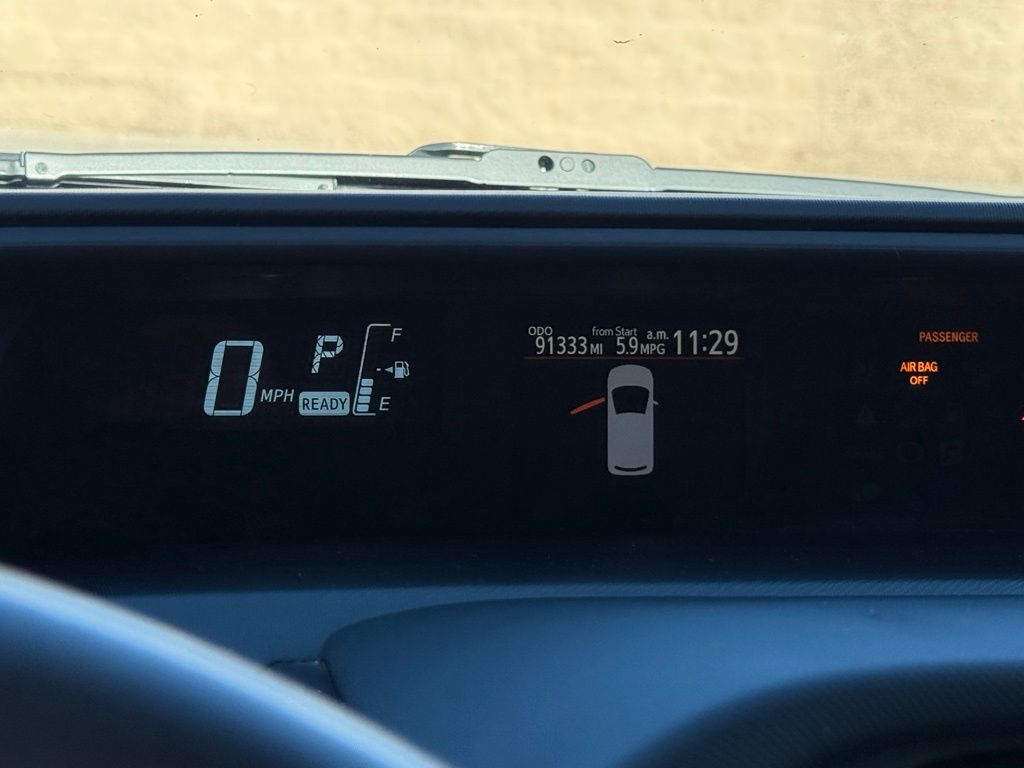 0 MPH
P
READY
F
E
ODO
91333 MI
from Start
5.9 MPG
a.m. 11:29
PASSENGER
AIR BAG
OFF